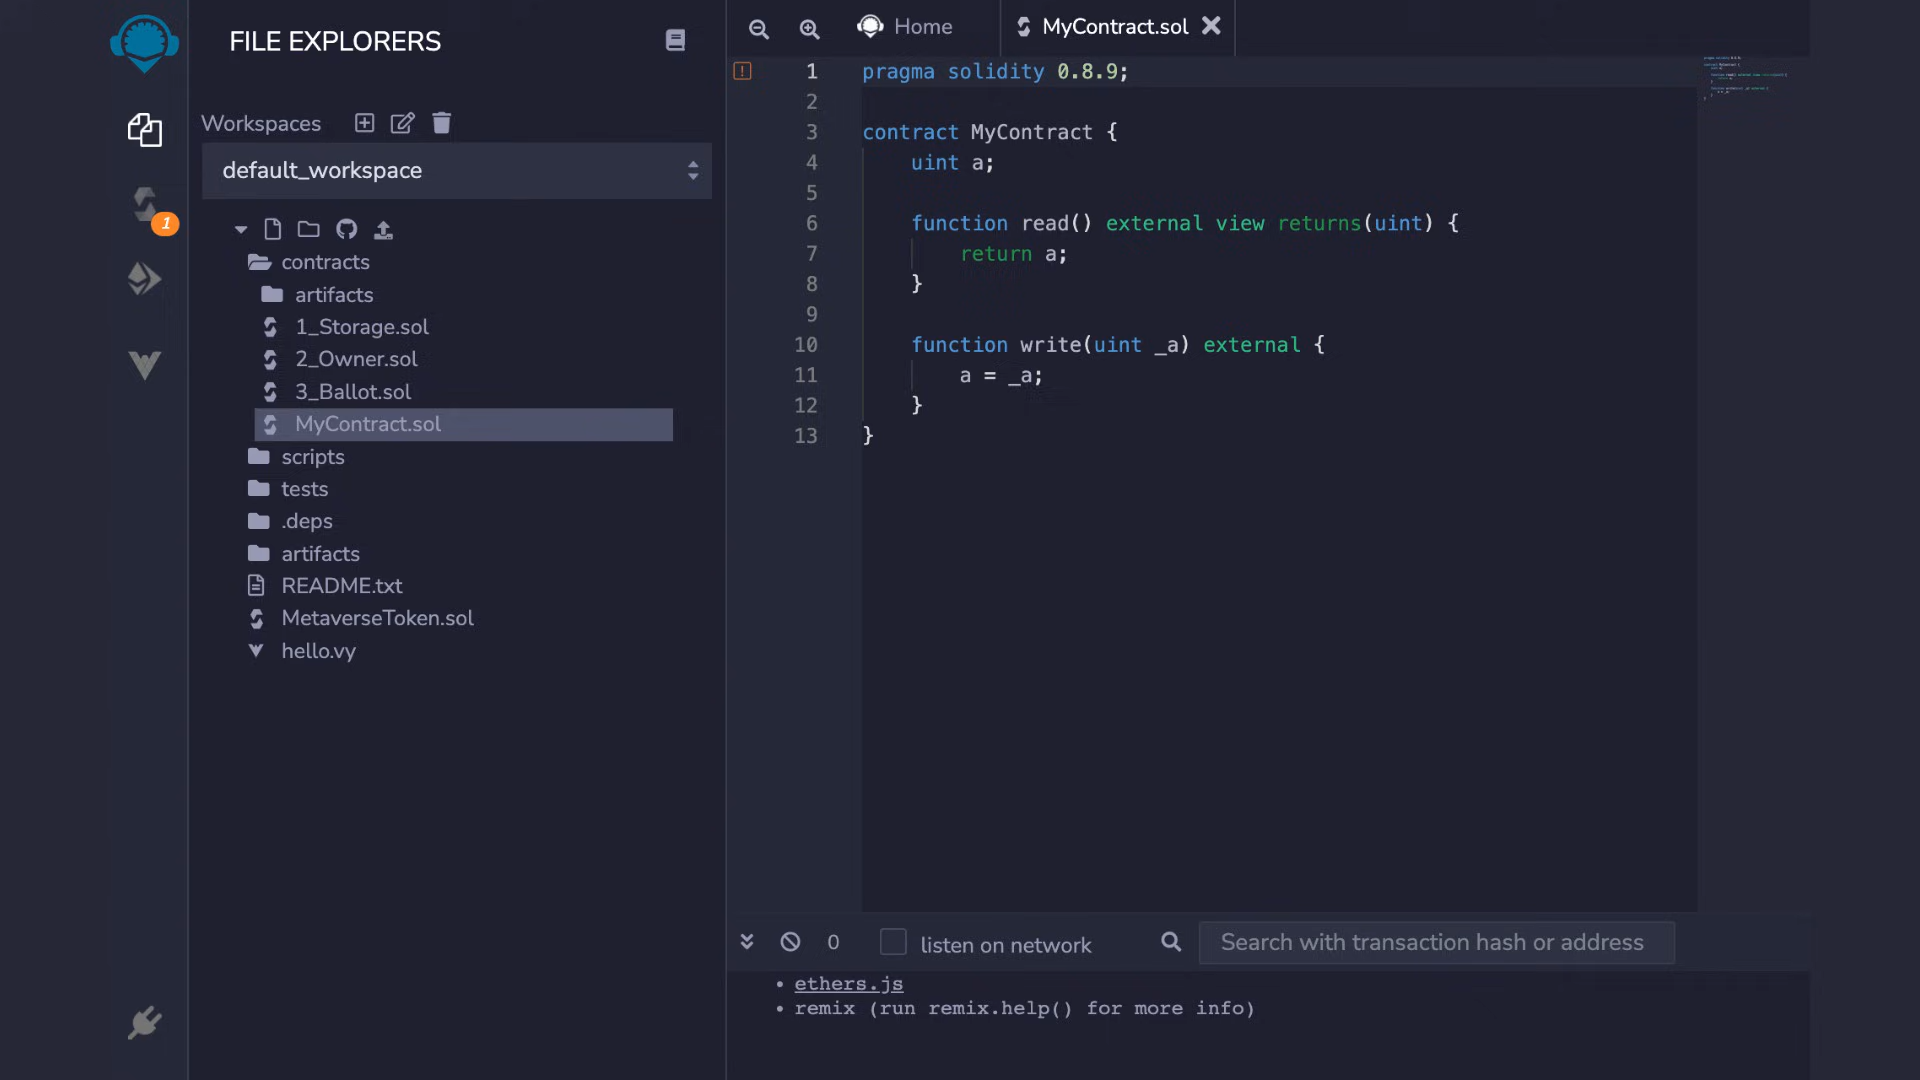 FILE EXPLORERS
Workspaces
default_workspace
contracts
artifacts
1_Storage.sol
2_Owner.sol
3_Ballot.sol
MyContract.sol
scripts
tests
.deps
artifacts
README.txt
MetaverseToken.sol
hello.vy
1
Home
MyContract.sol
1 pragma solidity 0.8.9;
2
3 contract MyContract {
4 uint a;
5
6 function read() external view returns(uint) {
7 return a;
8 }
9
10 function write(uint _a) external {
11 a = _a;
12 }
13 }
0 listen on network Search with transaction hash or address
• ethers.js
• remix (run remix.help() for more info)